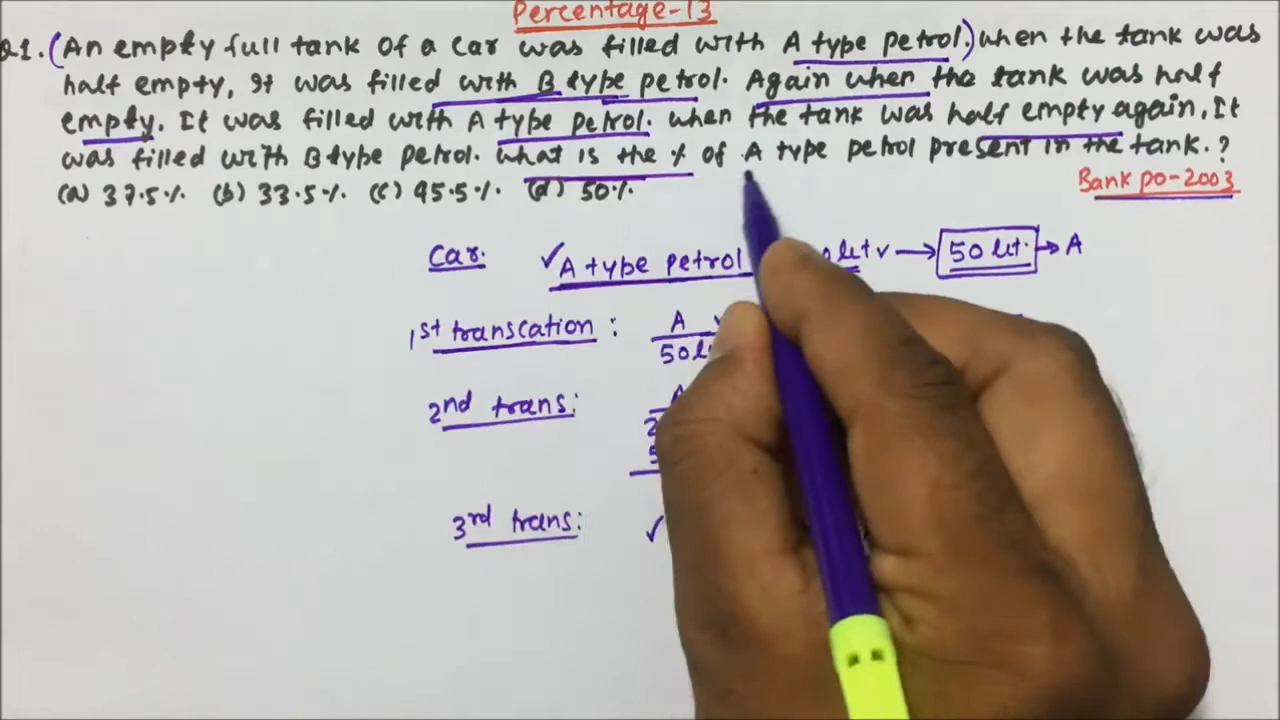 Percentage-13
Q1. (An empty full tank of a car was filled with A type petrol.) when the tank was
half empty, It was filled with B type petrol. Again when the tank was half
empty. It was filled with A type petrol. when the tank was half empty again, It
was filled with B type petrol. what is the % of A type petrol present in the tank.?
(a) 37.5% (b) 33.5% (c) 45.5% (d) 50%
Bank PO-2003
Car. ✓A type petrol → 50 lit. → A
1st transcation : A
2nd trans:
3rd trans: ✓